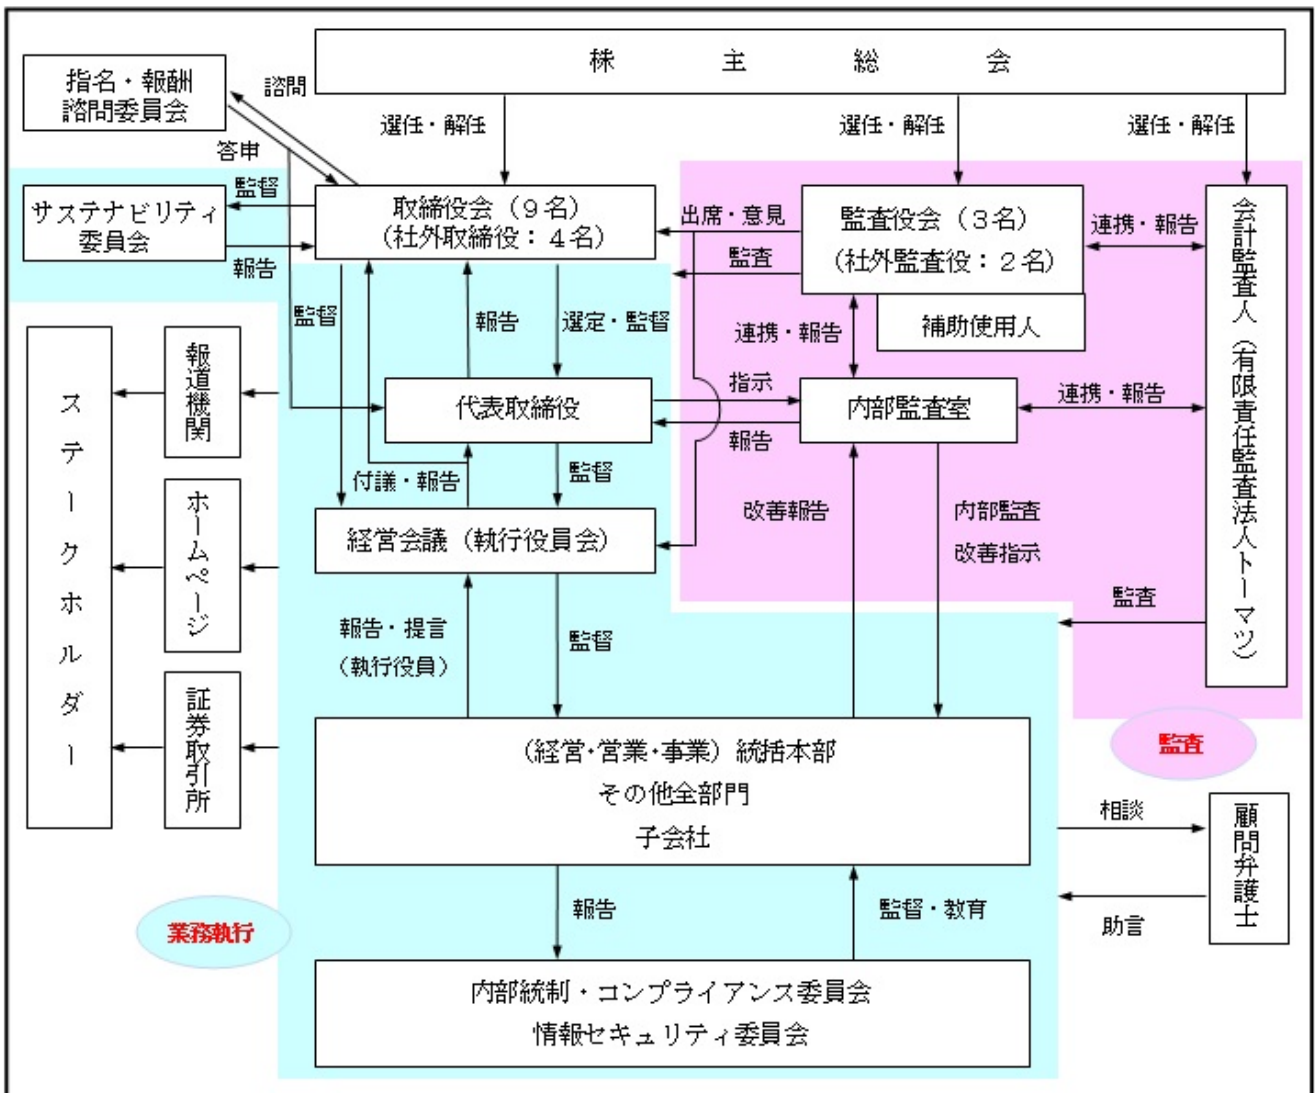 株主総会
指名・報酬
諮問委員会
諮問
答申
選任・解任
選任・解任
選任・解任
サステナビリティ
委員会
監督
報告
取締役会（９名）
（社外取締役：４名）
出席・意見
監査
監査役会（３名）
（社外監査役：２名）
補助使用人
連携・報告
会計監査人（有限責任監査法人トーマツ）
監督
報告
選定・監督
連携・報告
代表取締役
指示
報告
内部監査室
連携・報告
付議・報告
監督
改善報告
内部監査
改善指示
経営会議（執行役員会）
報告・提言
（執行役員）
監督
監査
ステークホルダー
報道機関
ホームページ
証券取引所
（経営・営業・事業）統括本部
その他全部門
子会社
監査
相談
助言
顧問弁護士
業務執行
報告
監督・教育
内部統制・コンプライアンス委員会
情報セキュリティ委員会